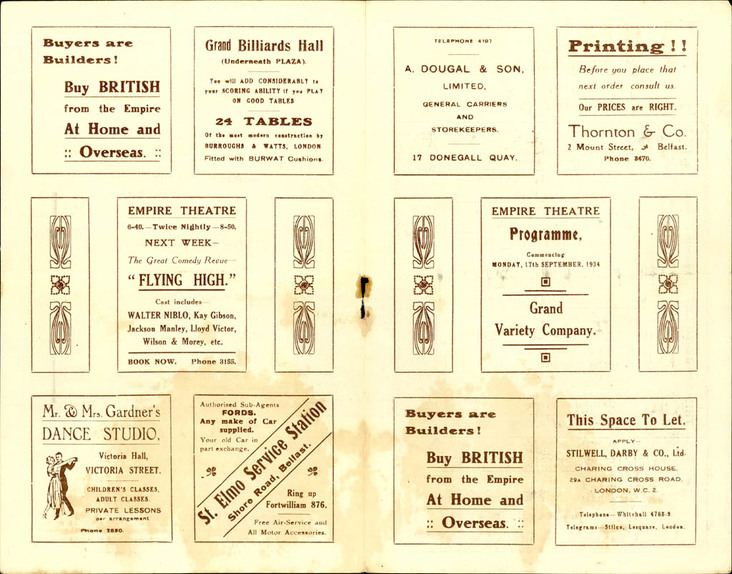 Buyers are
Builders!
Buy BRITISH
from the Empire
At Home and
:: Overseas. ::
Grand Billiards Hall
(Underneath PLAZA).
You will ADD CONSIDERABLY to
your SCORING ABILITY if you PLAY
ON GOOD TABLES
24 TABLES
Of the most modern construction by
BURROUGHS & WATTS, LONDON
Fitted with BURWAT Cushions.
EMPIRE THEATRE
6-40.—Twice Nightly—8-50.
NEXT WEEK—
The Great Comedy Revue—
"FLYING HIGH."
Cast includes—
WALTER NIBLO, Kay Gibson,
Jackson Manley, Lloyd Victor,
Wilson & Morey, etc.
BOOK NOW. Phone 3155.
Mr. & Mrs. Gardner's
DANCE STUDIO,
Victoria Hall,
VICTORIA STREET.
CHILDREN'S CLASSES,
ADULT CLASSES.
PRIVATE LESSONS
per arrangement
Phone 2880.
Authorised Sub-Agents
FORDS.
Any make of Car
supplied.
Your old Car in
part exchange.
St. Elmo Service Station
Shore Road, Belfast.
Ring up
Fortwilliam 876.
Free Air-Service and
All Motor Accessories.
TELEPHONE 4197
A. DOUGAL & SON,
LIMITED,
GENERAL CARRIERS
AND
STOREKEEPERS.
17 DONEGALL QUAY.
Printing!!
Before you place that
next order consult us.
Our PRICES are RIGHT.
Thornton & Co.
2 Mount Street, Belfast.
Phone 3470.
EMPIRE THEATRE
Programme,
Commencing
MONDAY, 17th SEPTEMBER, 1934
Grand
Variety Company.
Buyers are
Builders!
Buy BRITISH
from the Empire
At Home and
:: Overseas. ::
This Space To Let.
APPLY—
STILWELL, DARBY & CO., Ltd.
CHARING CROSS HOUSE,
29A CHARING CROSS ROAD,
LONDON, W.C. 2.
Telephone—Whitehall 4768-9
Telegrams—Stilco, Lesquare, London.